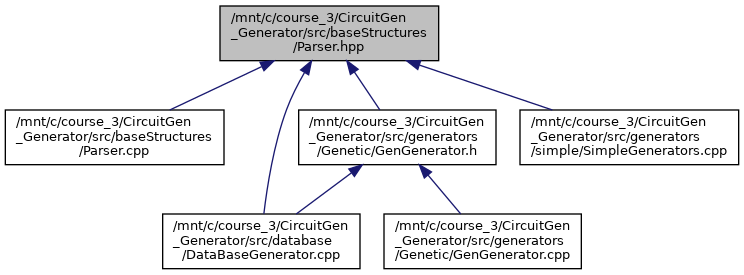 /mnt/c/course_3/CircuitGen
_Generator/src/baseStructures
/Parser.hpp
/mnt/c/course_3/CircuitGen
_Generator/src/baseStructures
/Parser.cpp
/mnt/c/course_3/CircuitGen
_Generator/src/generators
/Genetic/GenGenerator.h
/mnt/c/course_3/CircuitGen
_Generator/src/generators
/simple/SimpleGenerators.cpp
/mnt/c/course_3/CircuitGen
_Generator/src/database
/DataBaseGenerator.cpp
/mnt/c/course_3/CircuitGen
_Generator/src/generators
/Genetic/GenGenerator.cpp